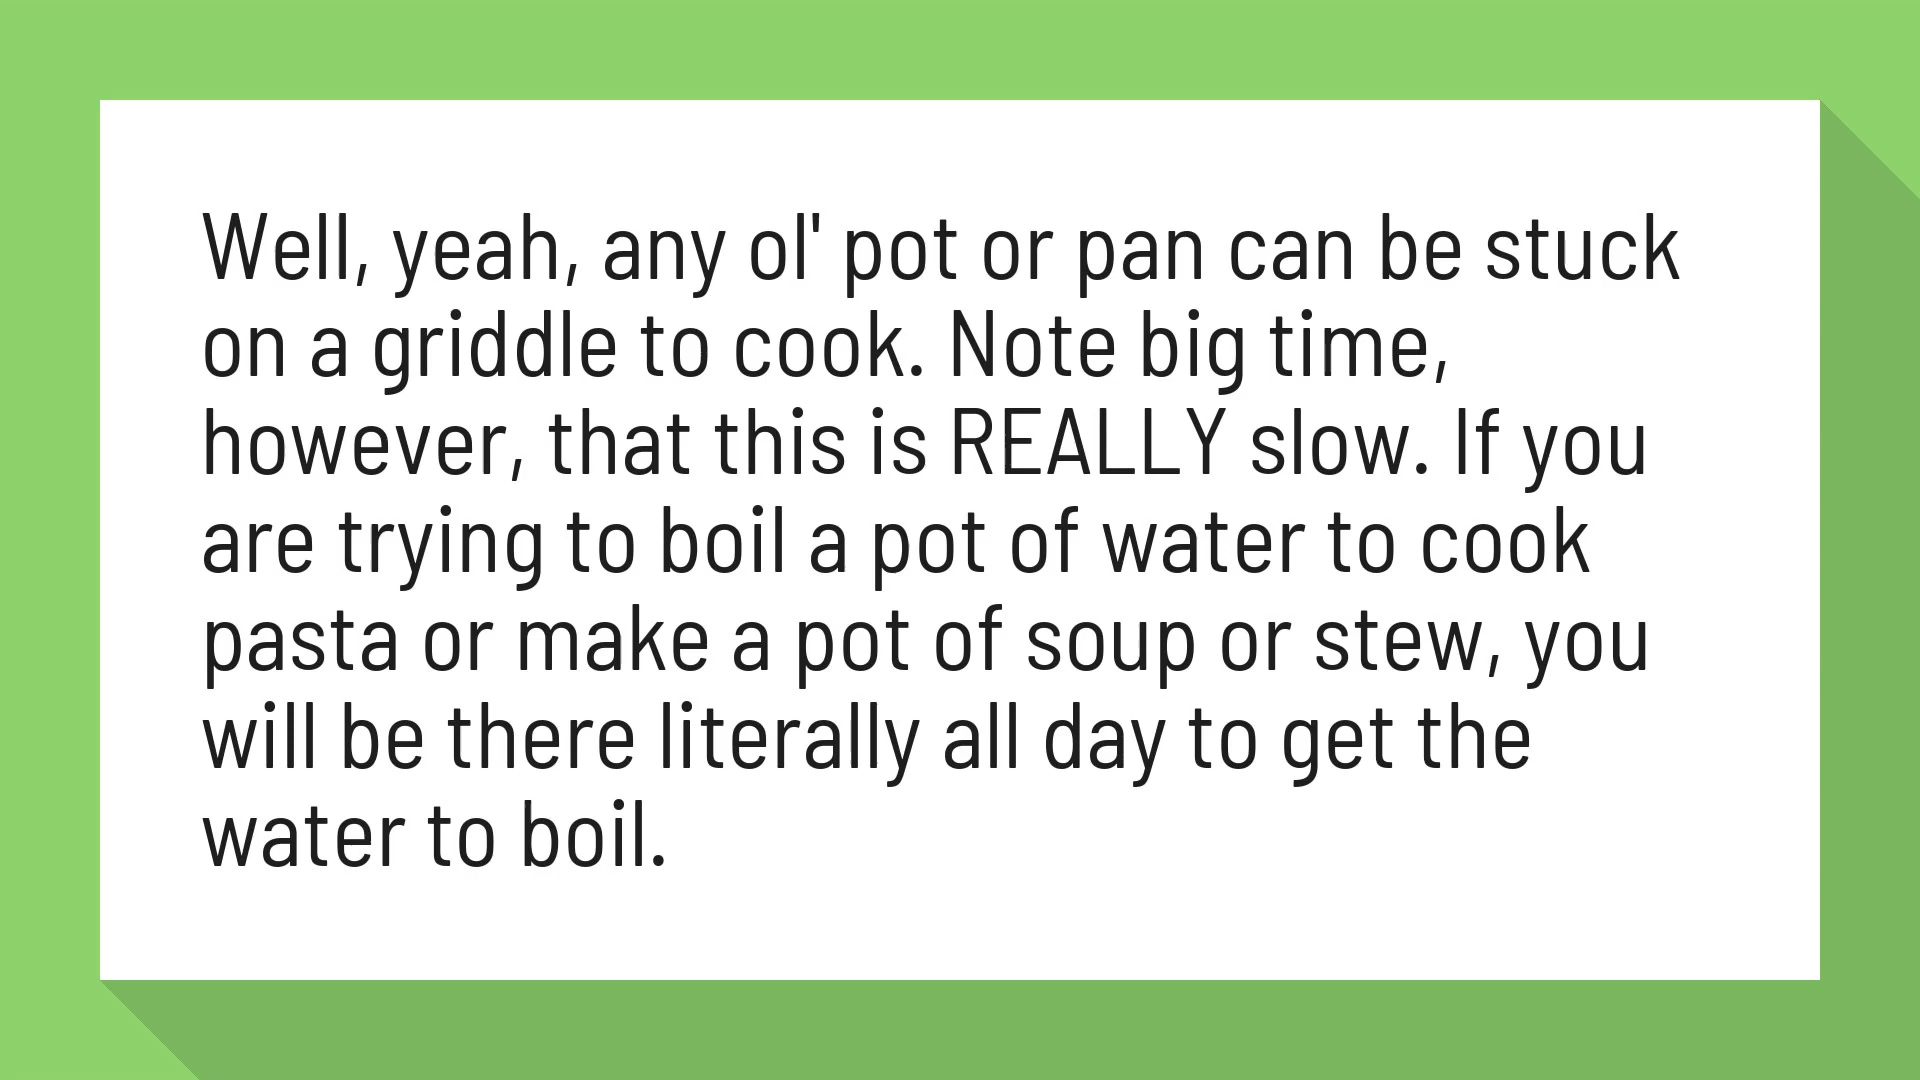 Well, yeah, any ol' pot or pan can be stuck
on a griddle to cook. Note big time,
however, that this is REALLY slow. If you
are trying to boil a pot of water to cook
pasta or make a pot of soup or stew, you
will be there literally all day to get the
water to boil.